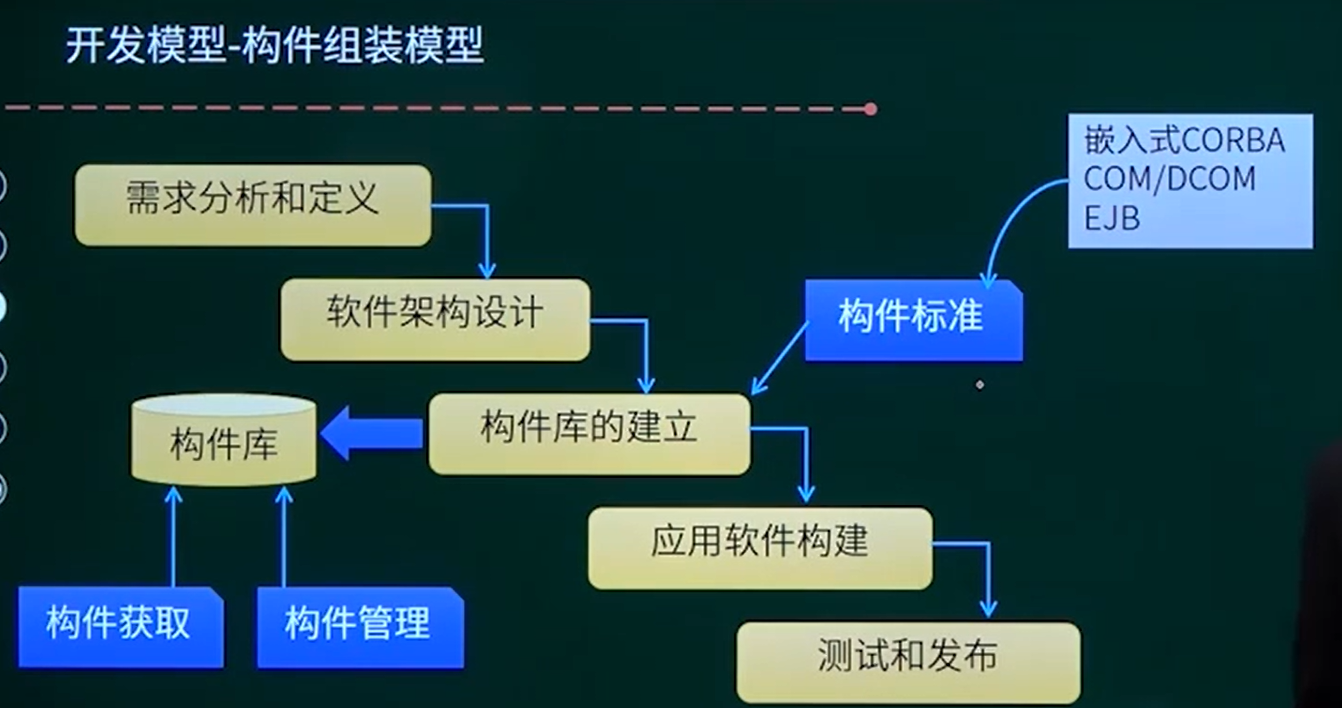 开发模型-构件组装模型
嵌入式CORBA
COM/DCOM
EJB
需求分析和定义
软件架构设计
构件标准
构件库
构件库的建立
应用软件构建
构件获取
构件管理
测试和发布